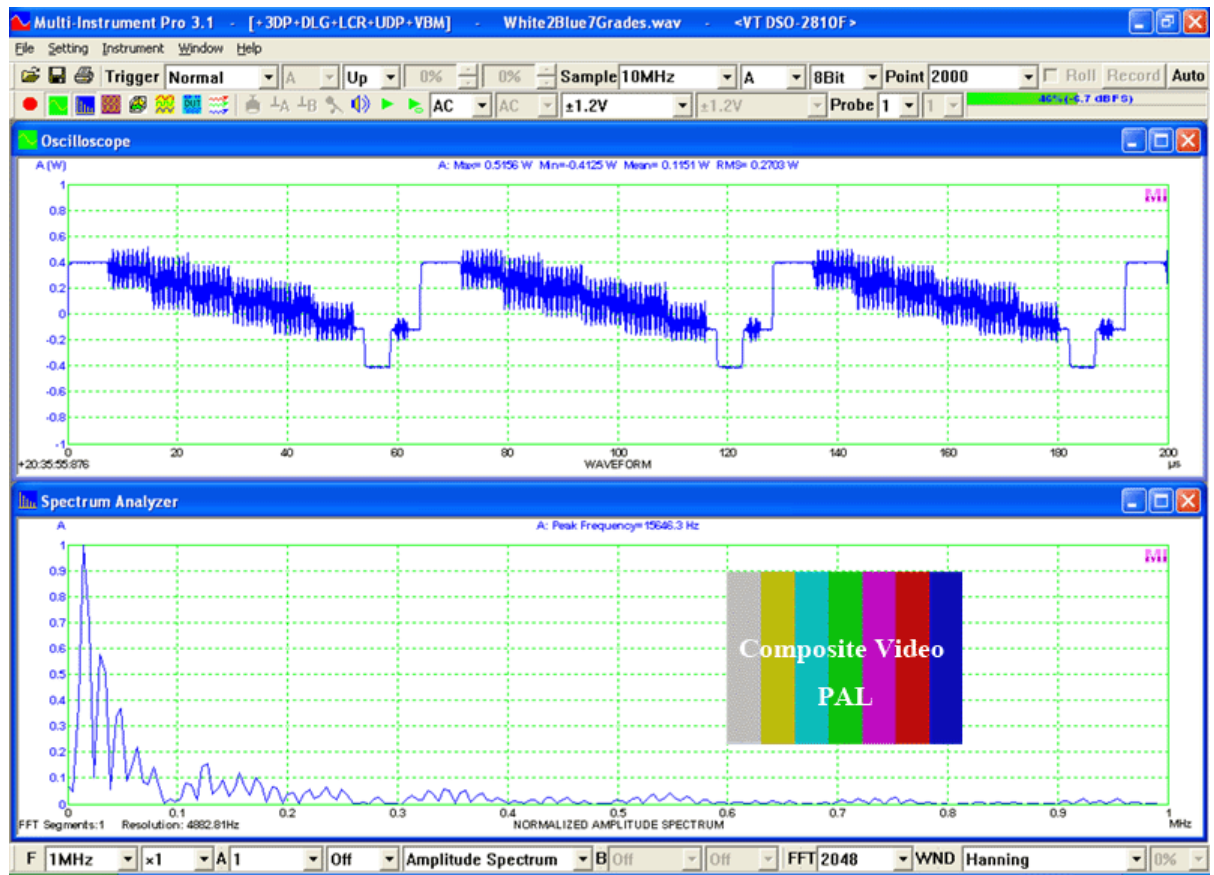 Multi-Instrument Pro 3.1 - [+3DP+DLG+LCR+UDP+VBM] - White2Blue7Grades.wav - <VT DSO-2810F>
File Setting Instrument Window Help
Trigger Normal A Up 0% 0% Sample 10MHz A 8Bit Point 2000 Roll Record Auto
A B AC AC ±1.2V ±1.2V Probe 1 1 46%(-6.7 dBFS)
Oscilloscope
A (W) A: Max= 0.5156 W Min=-0.4125 W Mean= 0.1151 W RMS= 0.2703 W
1 MI
0.8
0.6
0.4
0.2
0
-0.2
-0.4
-0.6
-0.8
-1
0 20 40 60 80 100 120 140 160 180 200
+20:35:55:876 WAVEFORM µs
Spectrum Analyzer
A A: Peak Frequency= 15646.3 Hz
1 MI
0.9
0.8
0.7
0.6
Composite Video
0.5
0.4
PAL
0.3
0.2
0.1
0
0 0.1 0.2 0.3 0.4 0.5 0.6 0.7 0.8 0.9 1
FFT Segments:1 Resolution: 4882.81Hz NORMALIZED AMPLITUDE SPECTRUM MHz
F 1MHz ×1 A 1 Off Amplitude Spectrum B Off Off FFT 2048 WND Hanning 0%